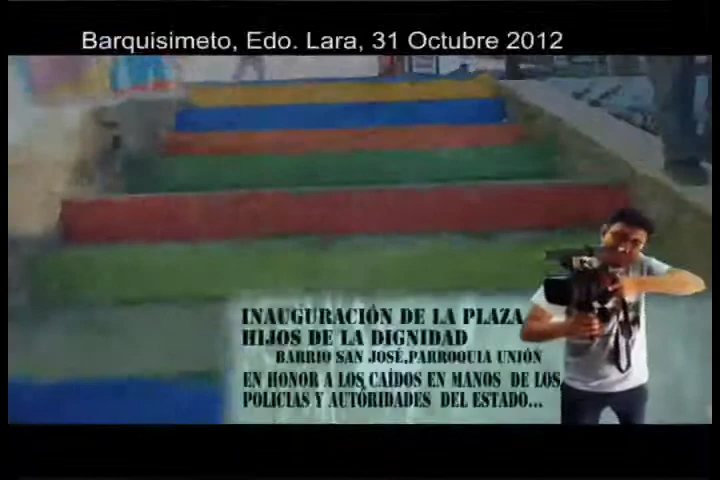 Barquisimeto, Edo. Lara, 31 Octubre 2012
INAUGURACIÓN DE LA PLAZA
HIJOS DE LA DIGNIDAD
BARRIO SAN JOSÉ,PARROQUIA UNIÓN
EN HONOR A LOS CAÍDOS EN MANOS DE LOS
POLICIAS Y AUTÓRIDADES DEL ESTADO...